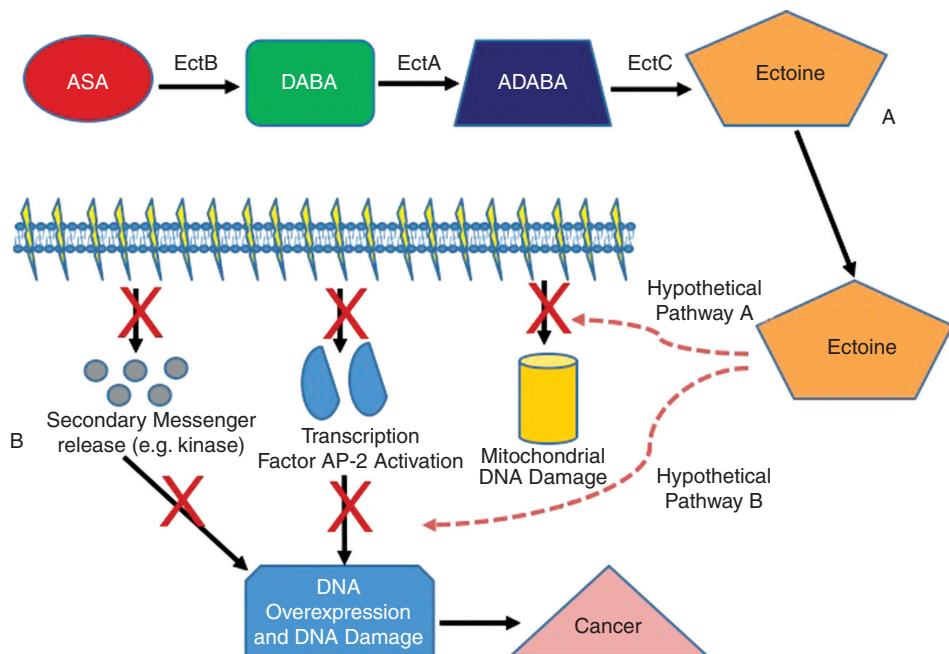 ASA
EctB
DABA
EctA
ADABA
EctC
Ectoine
A
Hypothetical
Pathway A
Ectoine
Secondary Messenger
release (e.g. kinase)
B
Transcription
Factor AP-2 Activation
Mitochondrial
DNA Damage
Hypothetical
Pathway B
DNA
Overexpression
and DNA Damage
Cancer